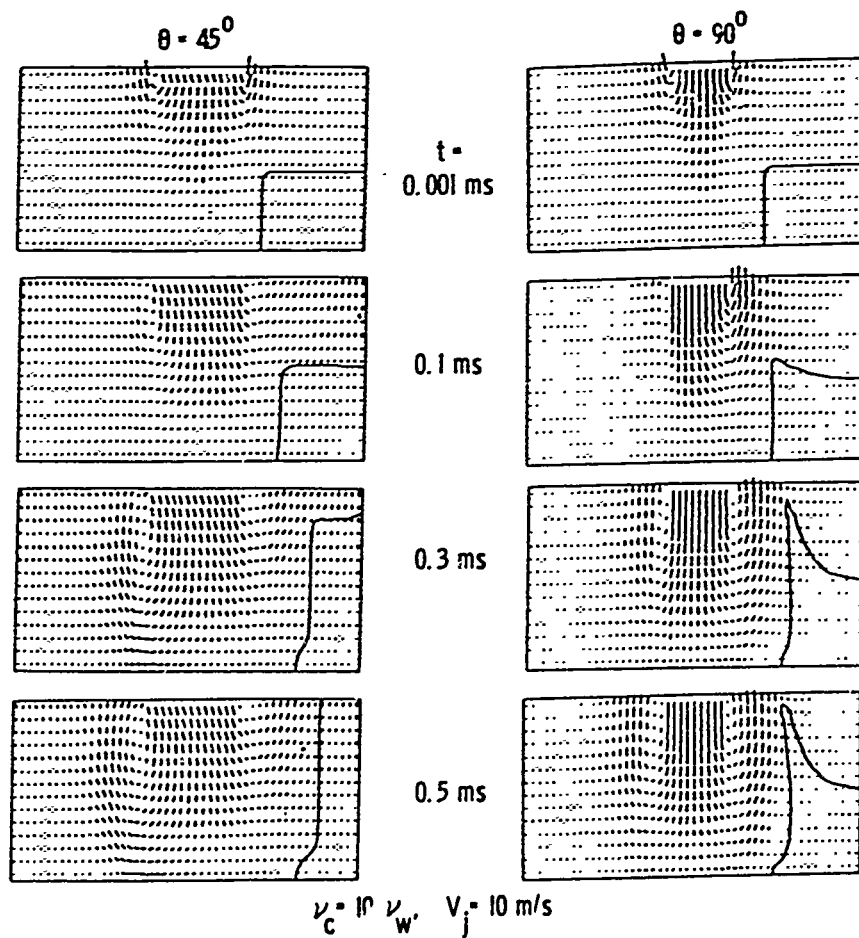 θ = 45⁰
θ = 90⁰
t =
0.001 ms
0.1 ms
0.3 ms
0.5 ms
ν_c = 10 ν_w, V_j = 10 m/s